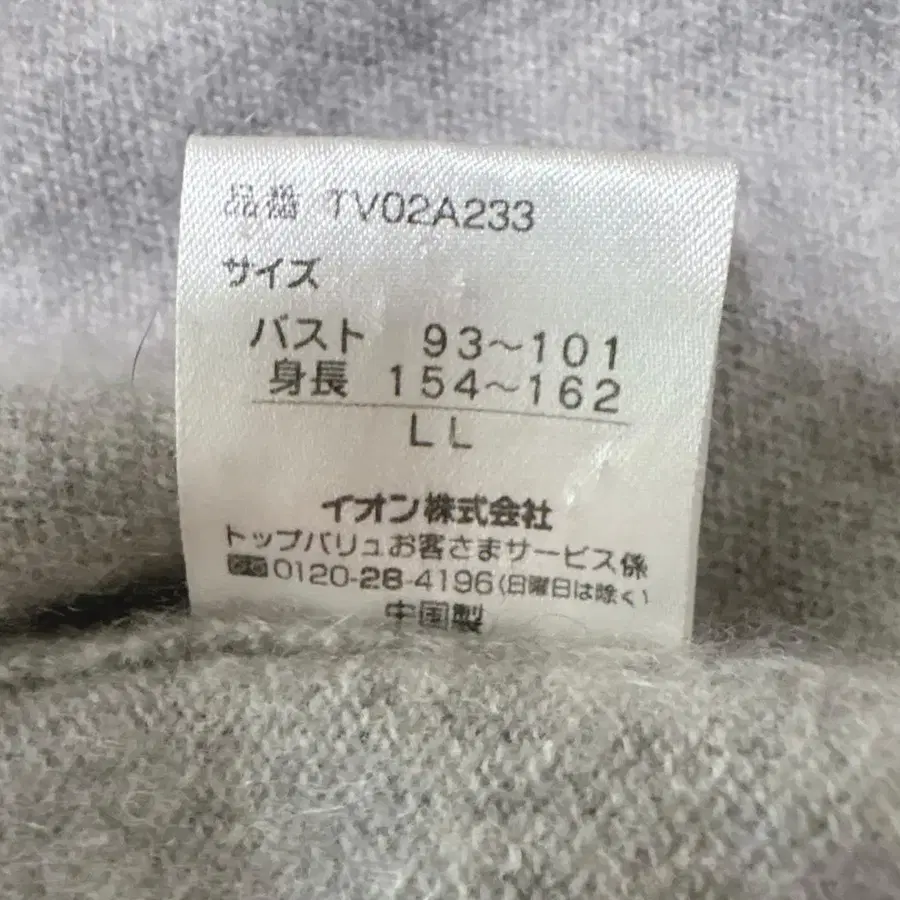 品番 TV02A233
サイズ
バスト 93~101
身長 154~162
LL
イオン株式会社
トップバリュお客さまサービス係
0120-28-4196(日曜日は除く)
中国製